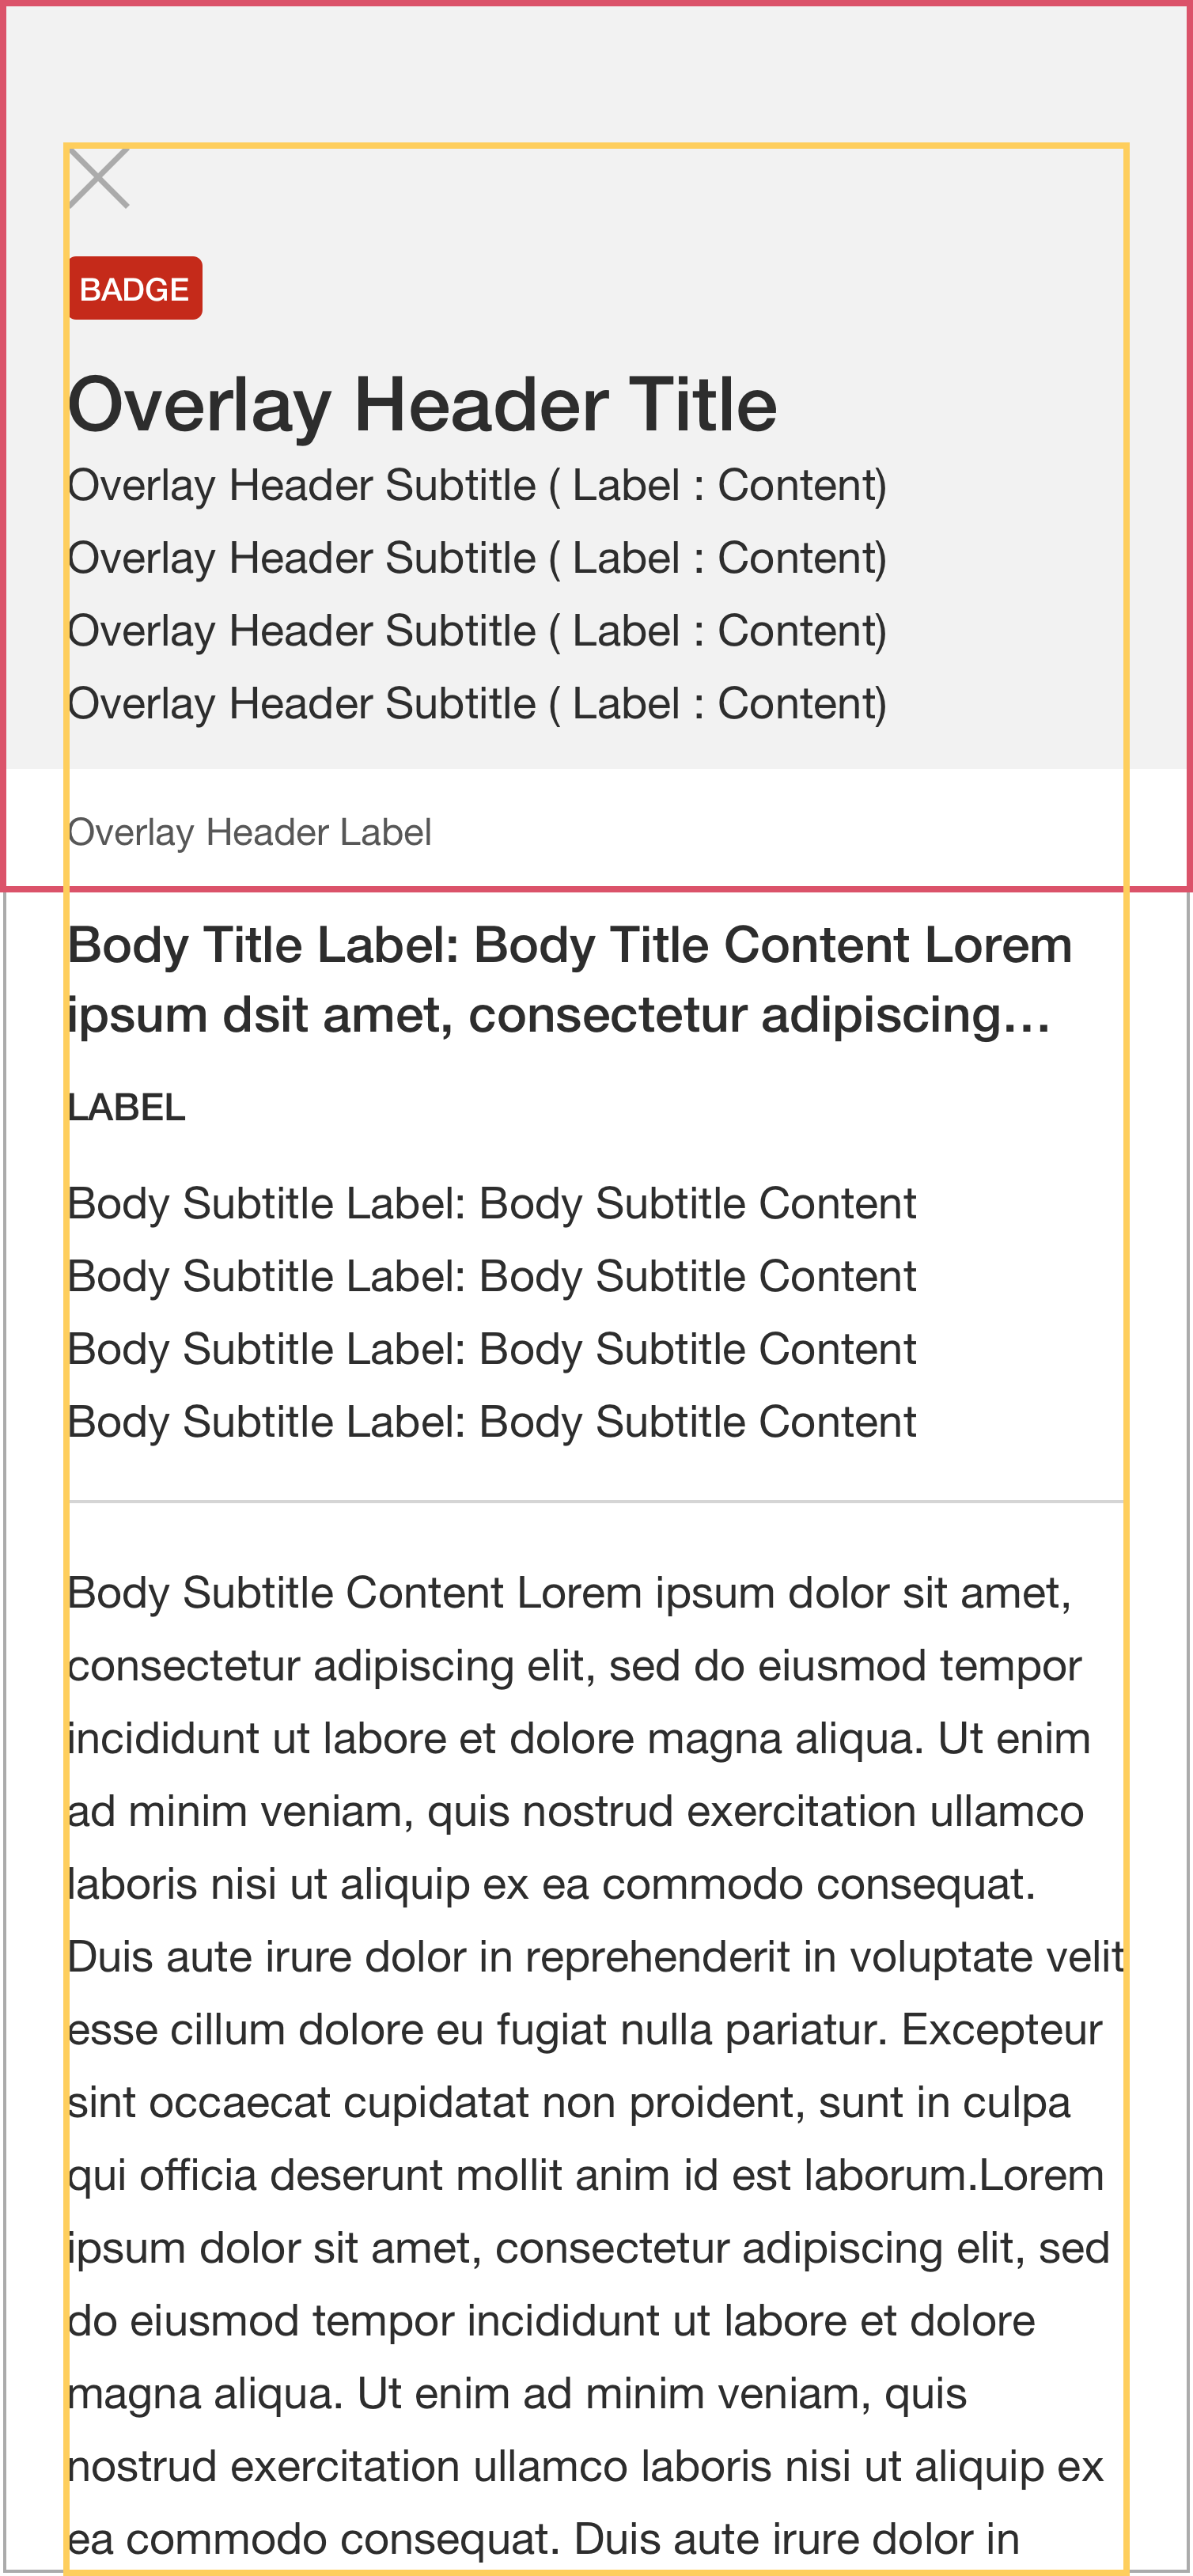 BADGE
Overlay Header Title
Overlay Header Subtitle ( Label : Content)
Overlay Header Subtitle ( Label : Content)
Overlay Header Subtitle ( Label : Content)
Overlay Header Subtitle ( Label : Content)
Overlay Header Label
Body Title Label: Body Title Content Lorem
ipsum dsit amet, consectetur adipiscing...
LABEL
Body Subtitle Label: Body Subtitle Content
Body Subtitle Label: Body Subtitle Content
Body Subtitle Label: Body Subtitle Content
Body Subtitle Label: Body Subtitle Content
Body Subtitle Content Lorem ipsum dolor sit amet,
consectetur adipiscing elit, sed do eiusmod tempor
incididunt ut labore et dolore magna aliqua. Ut enim
ad minim veniam, quis nostrud exercitation ullamco
laboris nisi ut aliquip ex ea commodo consequat.
Duis aute irure dolor in reprehenderit in voluptate velit
esse cillum dolore eu fugiat nulla pariatur. Excepteur
sint occaecat cupidatat non proident, sunt in culpa
qui officia deserunt mollit anim id est laborum.Lorem
ipsum dolor sit amet, consectetur adipiscing elit, sed
do eiusmod tempor incididunt ut labore et dolore
magna aliqua. Ut enim ad minim veniam, quis
nostrud exercitation ullamco laboris nisi ut aliquip ex
ea commodo consequat. Duis aute irure dolor in